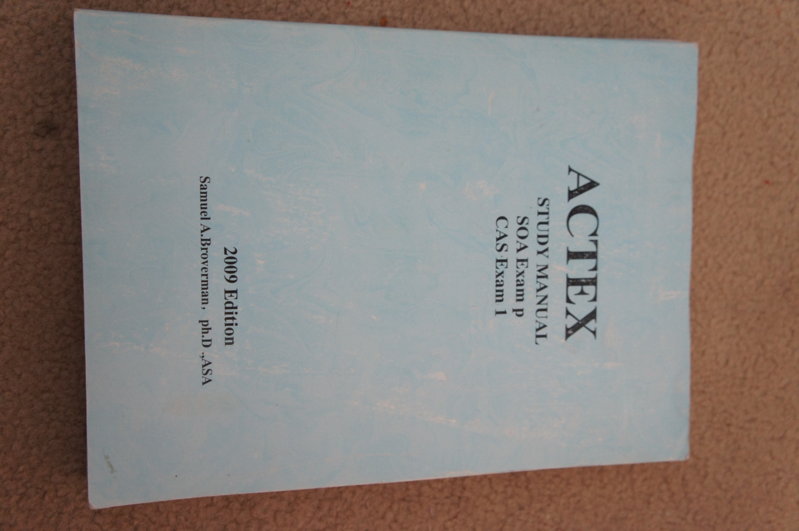 ACTEX
STUDY MANUAL
SOA Exam p
CAS Exam 1
2009 Edition
Samuel A.Broverman, ph.D .,ASA